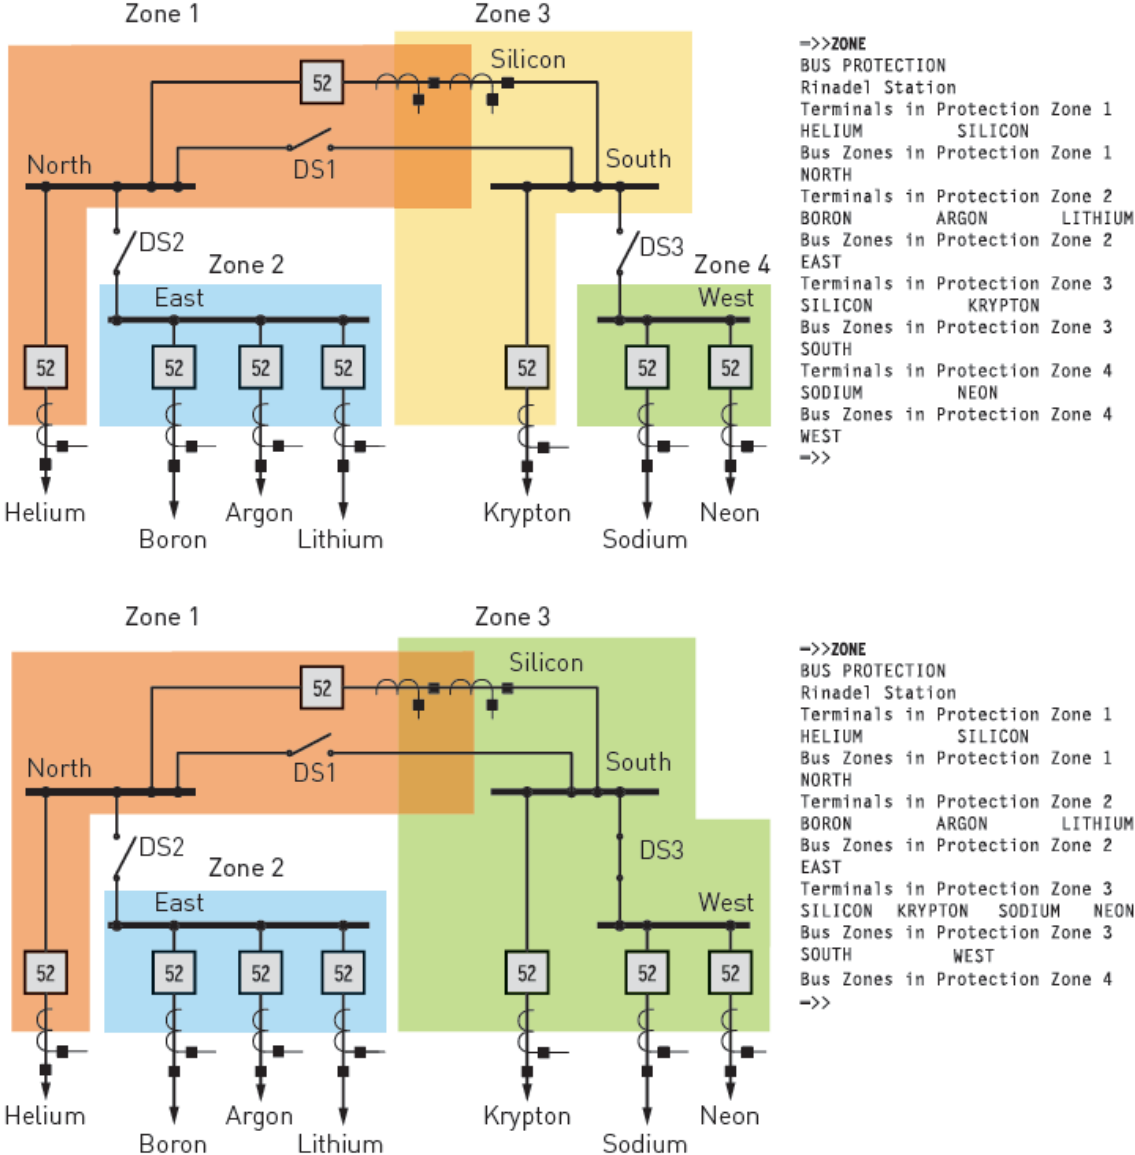 Zone 1
Zone 3
Silicon
52
North
DS1
South
DS2
Zone 2
DS3
Zone 4
East
West
52
52
52
52
52
52
52
Helium
Boron
Argon
Lithium
Krypton
Sodium
Neon
=>>ZONE
BUS PROTECTION
Rinadel Station
Terminals in Protection Zone 1
HELIUM SILICON
Bus Zones in Protection Zone 1
NORTH
Terminals in Protection Zone 2
BORON ARGON LITHIUM
Bus Zones in Protection Zone 2
EAST
Terminals in Protection Zone 3
SILICON KRYPTON
Bus Zones in Protection Zone 3
SOUTH
Terminals in Protection Zone 4
SODIUM NEON
Bus Zones in Protection Zone 4
WEST
=>>
Zone 1
Zone 3
Silicon
52
North
DS1
South
DS2
Zone 2
DS3
East
West
52
52
52
52
52
52
52
Helium
Boron
Argon
Lithium
Krypton
Sodium
Neon
=>>ZONE
BUS PROTECTION
Rinadel Station
Terminals in Protection Zone 1
HELIUM SILICON
Bus Zones in Protection Zone 1
NORTH
Terminals in Protection Zone 2
BORON ARGON LITHIUM
Bus Zones in Protection Zone 2
EAST
Terminals in Protection Zone 3
SILICON KRYPTON SODIUM NEON
Bus Zones in Protection Zone 3
SOUTH WEST
Bus Zones in Protection Zone 4
=>>